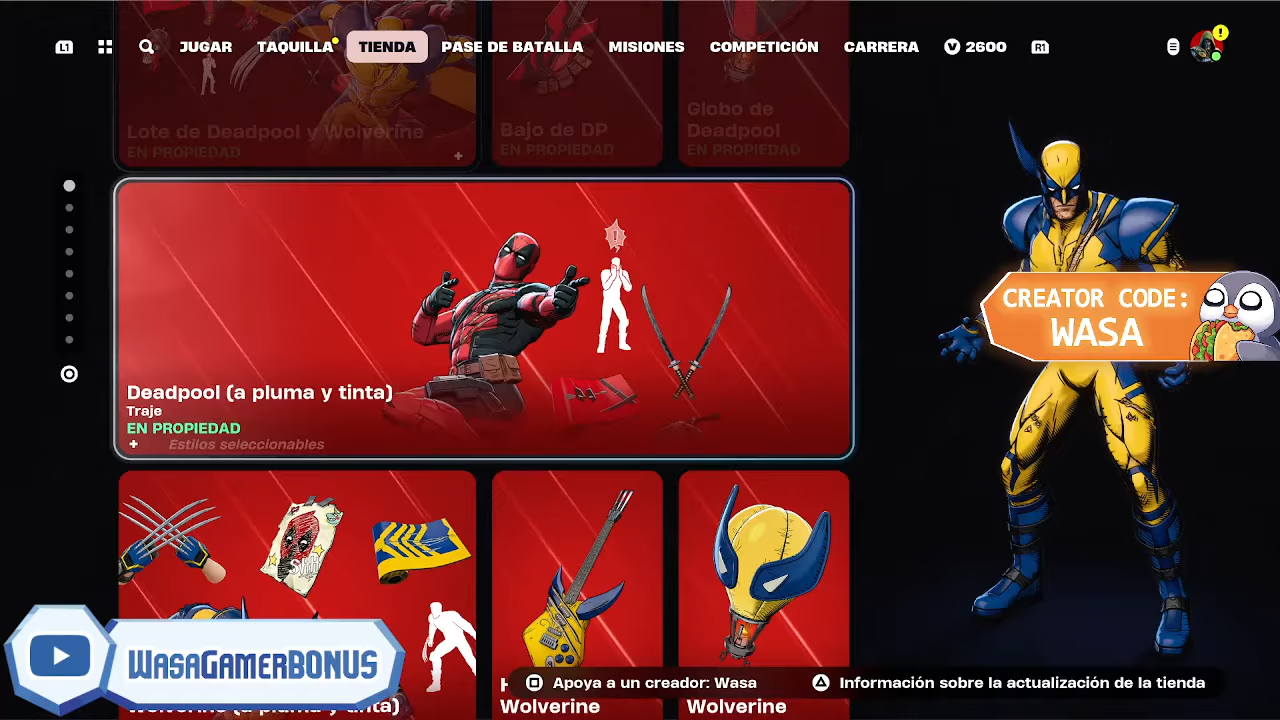 L1
JUGAR
TAQUILLA
TIENDA
PASE DE BATALLA
MISIONES
COMPETICIÓN
CARRERA
V 2600
R1
Lote de Deadpool y Wolverine
EN PROPIEDAD
Bajo de DP
EN PROPIEDAD
Globo de
Deadpool
EN PROPIEDAD
Deadpool (a pluma y tinta)
Traje
EN PROPIEDAD
+ Estilos seleccionables
CREATOR CODE:
WASA
WASAGAMERBONUS
Wolverine (a pluma y tinta)
Wolverine
Wolverine
Apoya a un creador: Wasa
Información sobre la actualización de la tienda